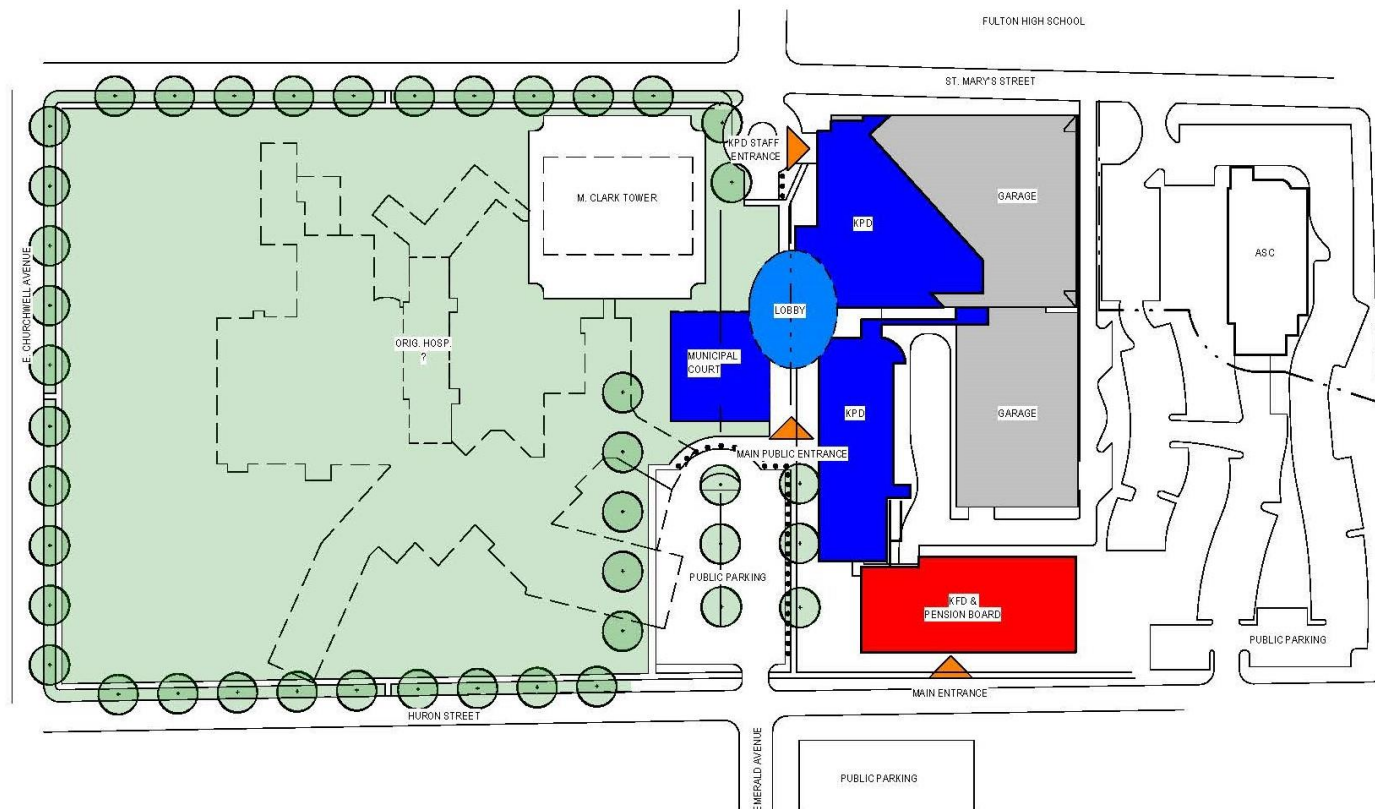 FULTON HIGH SCHOOL
ST. MARY'S STREET
KPD STAFF
ENTRANCE
M. CLARK TOWER
GARAGE
KPD
ASC
E. CHURCHWELL AVENUE
LOBBY
ORIG. HOSP.
?
MUNICIPAL
COURT
KPD
GARAGE
MAIN PUBLIC ENTRANCE
PUBLIC PARKING
KFD &
PENSION BOARD
PUBLIC PARKING
MAIN ENTRANCE
HURON STREET
EMERALD AVENUE
PUBLIC PARKING